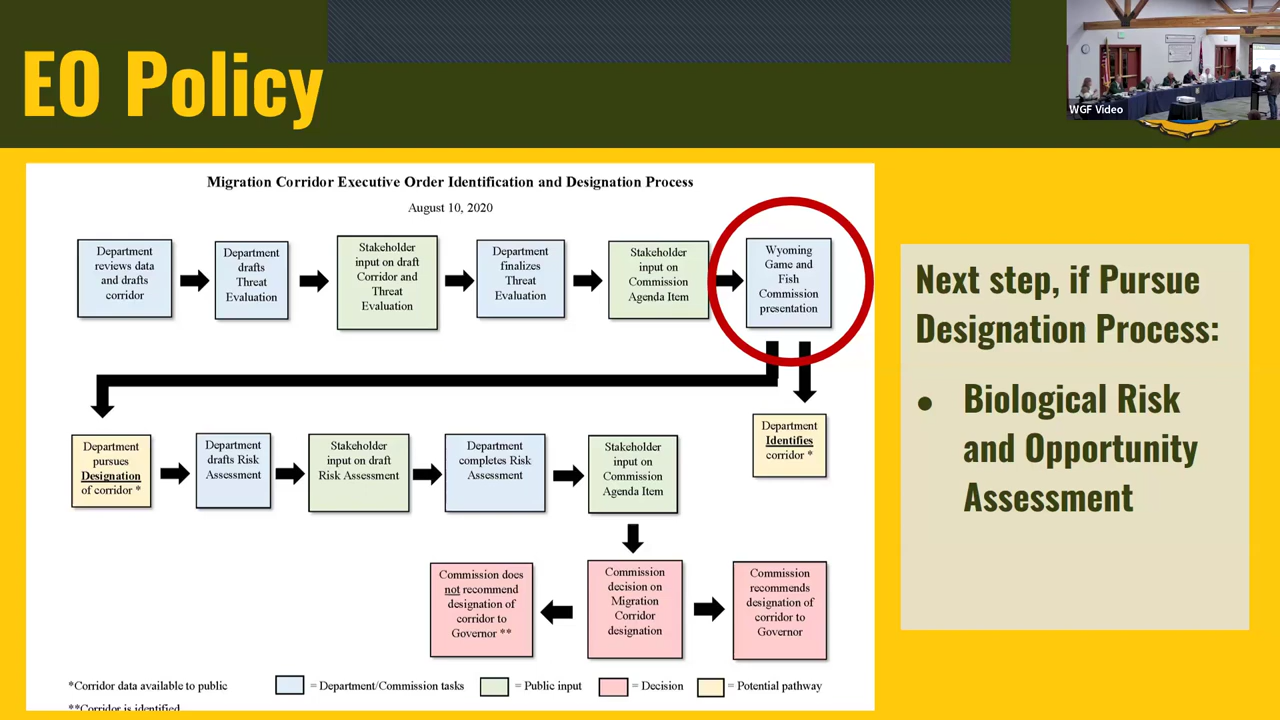 EO Policy
WGF Video
Migration Corridor Executive Order Identification and Designation Process
August 10, 2020
Department
reviews data
and drafts
corridor
Department
drafts
Threat
Evaluation
Stakeholder
input on draft
Corridor and
Threat
Evaluation
Department
finalizes
Threat
Evaluation
Stakeholder
input on
Commission
Agenda Item
Wyoming
Game and
Fish
Commission
presentation
Department
pursues
Designation
of corridor *
Department
drafts Risk
Assessment
Stakeholder
input on draft
Risk Assessment
Department
completes Risk
Assessment
Stakeholder
input on
Commission
Agenda Item
Department
Identifies
corridor *
Commission does
not recommend
designation of
corridor to
Governor **
Commission
decision on
Migration
Corridor
designation
Commission
recommends
designation of
corridor to
Governor
*Corridor data available to public
= Department/Commission tasks
= Public input
= Decision
= Potential pathway
**Corridor is identified
Next step, if Pursue
Designation Process:
● Biological Risk
and Opportunity
Assessment